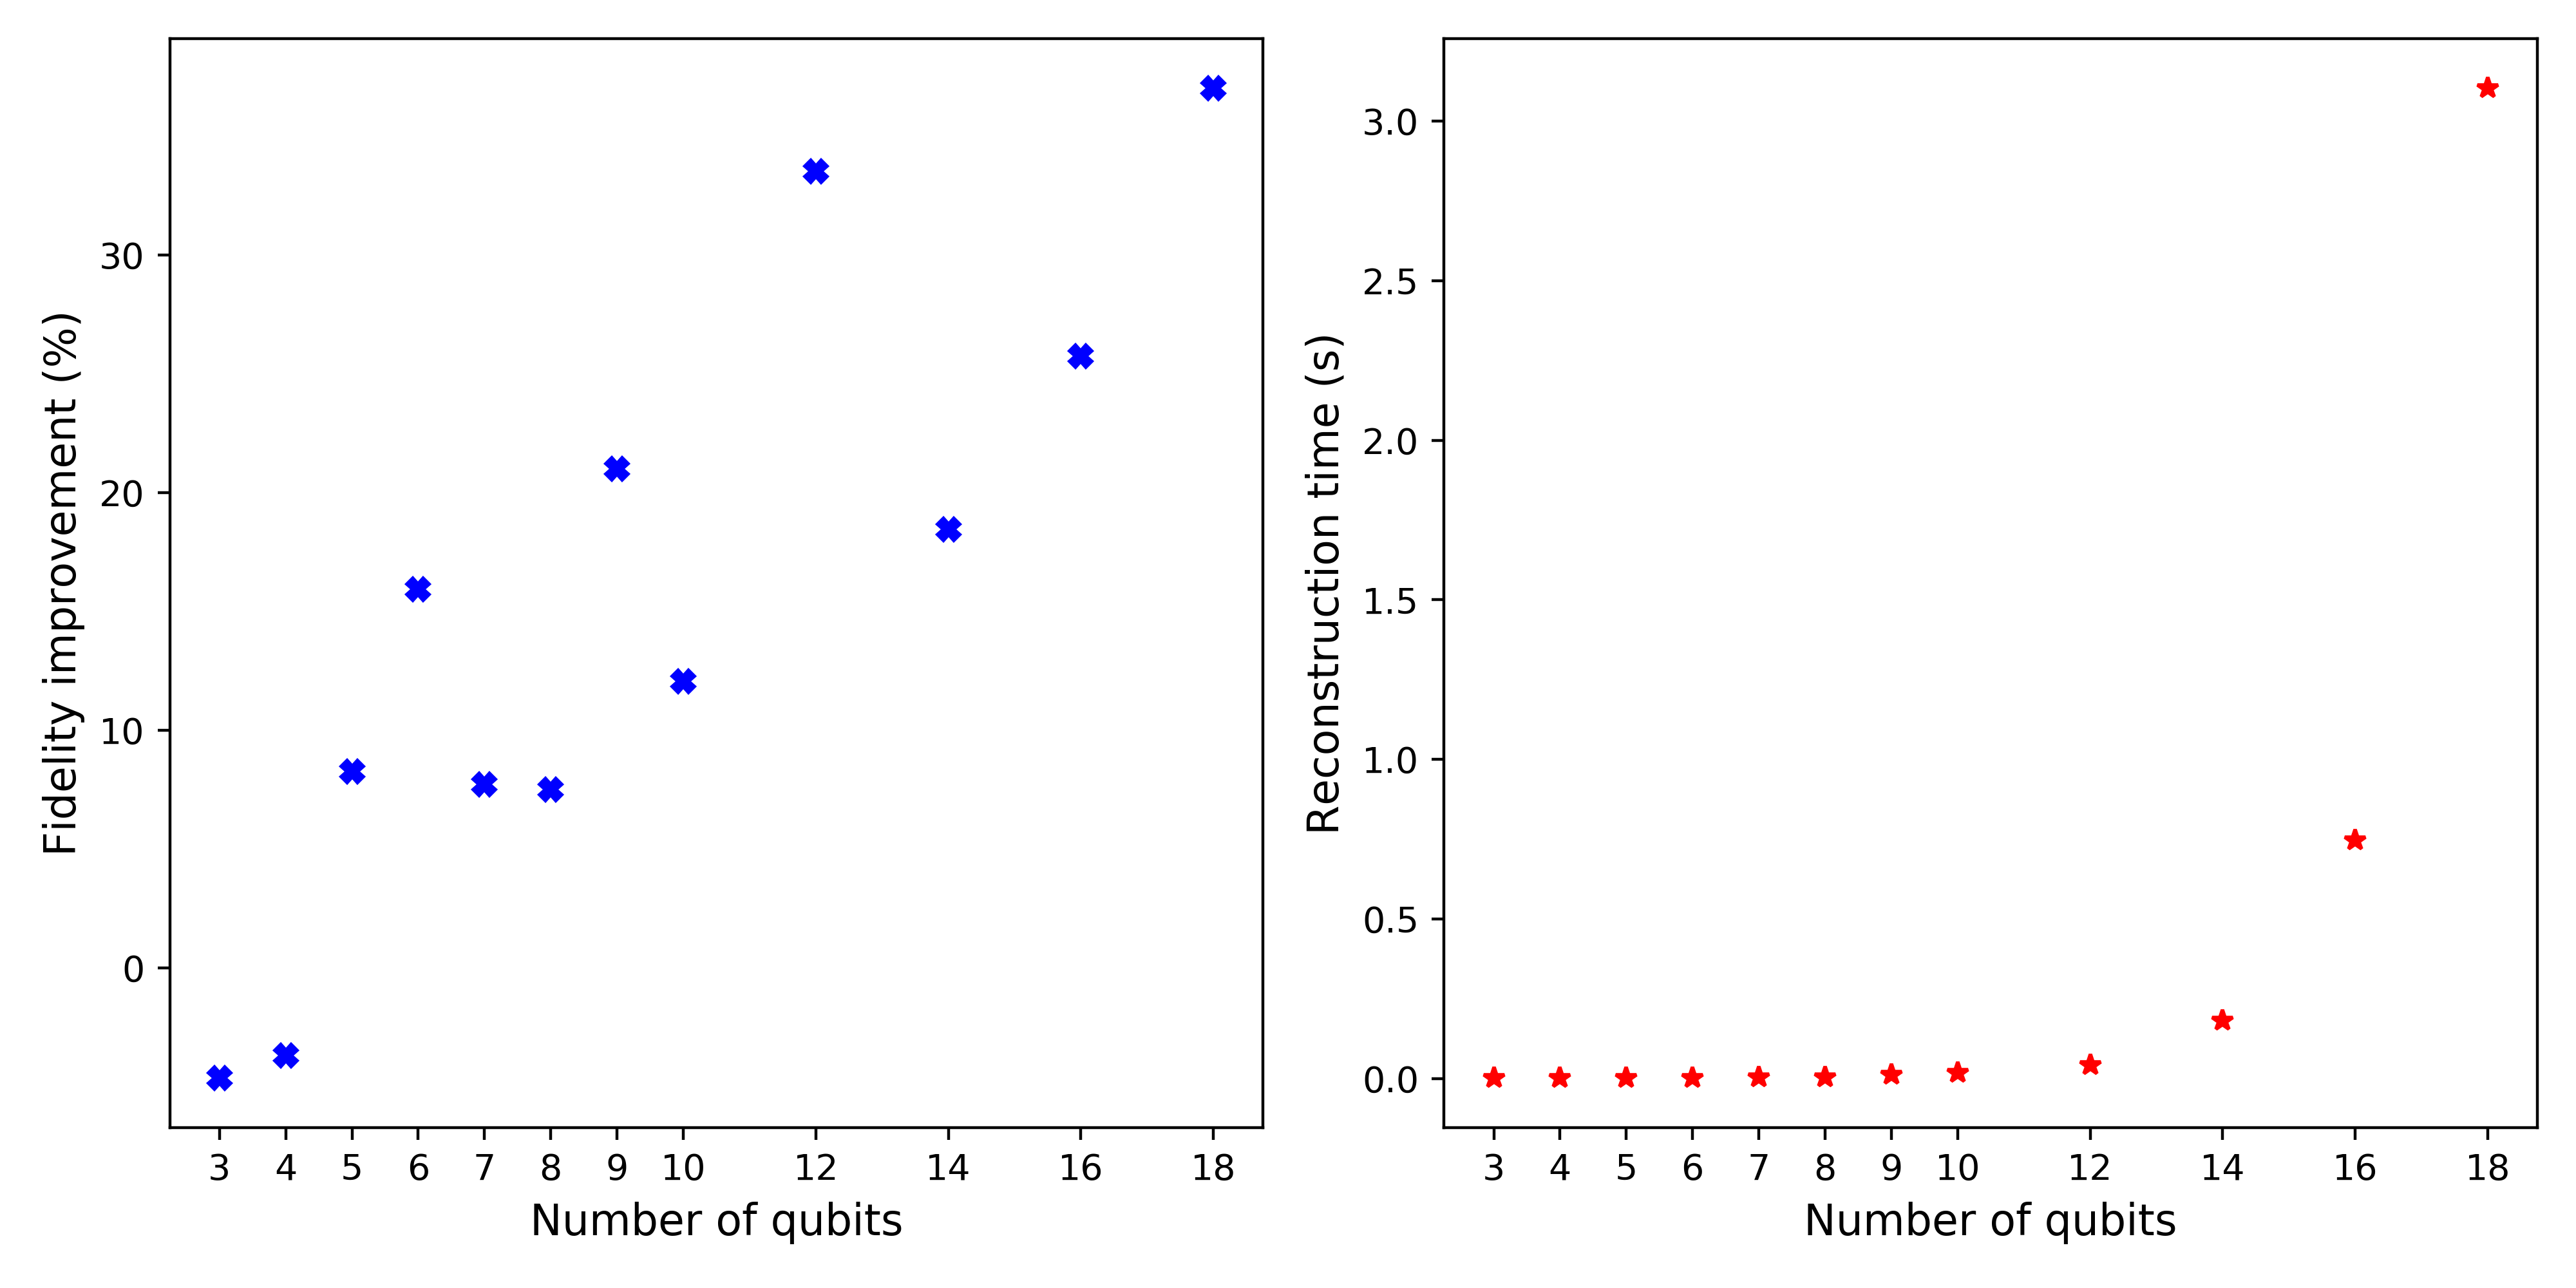 Fidelity improvement (%)
30
20
10
0
3 4 5 6 7 8 9 10 12 14 16 18
Number of qubits
Reconstruction time (s)
3.0
2.5
2.0
1.5
1.0
0.5
0.0
3 4 5 6 7 8 9 10 12 14 16 18
Number of qubits